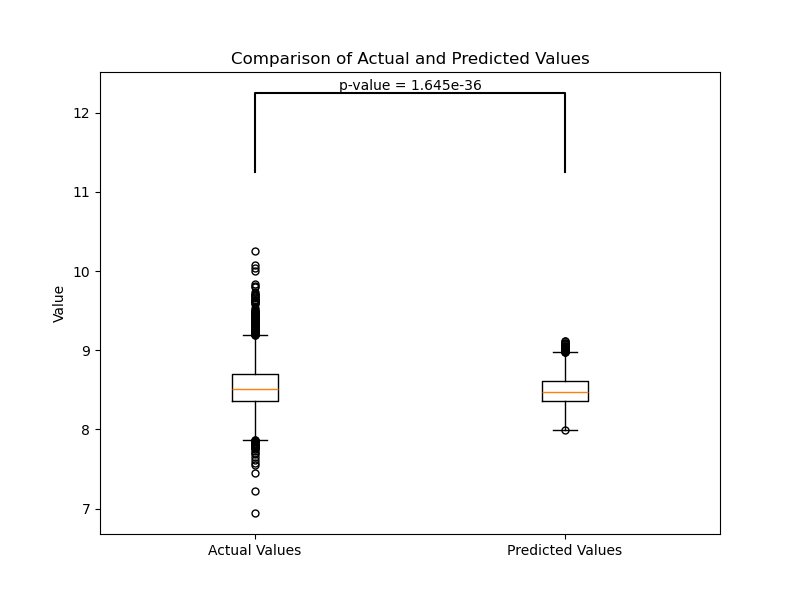 Comparison of Actual and Predicted Values
p-value = 1.645e-36
12
11
10
9
8
7
Value
Actual Values
Predicted Values